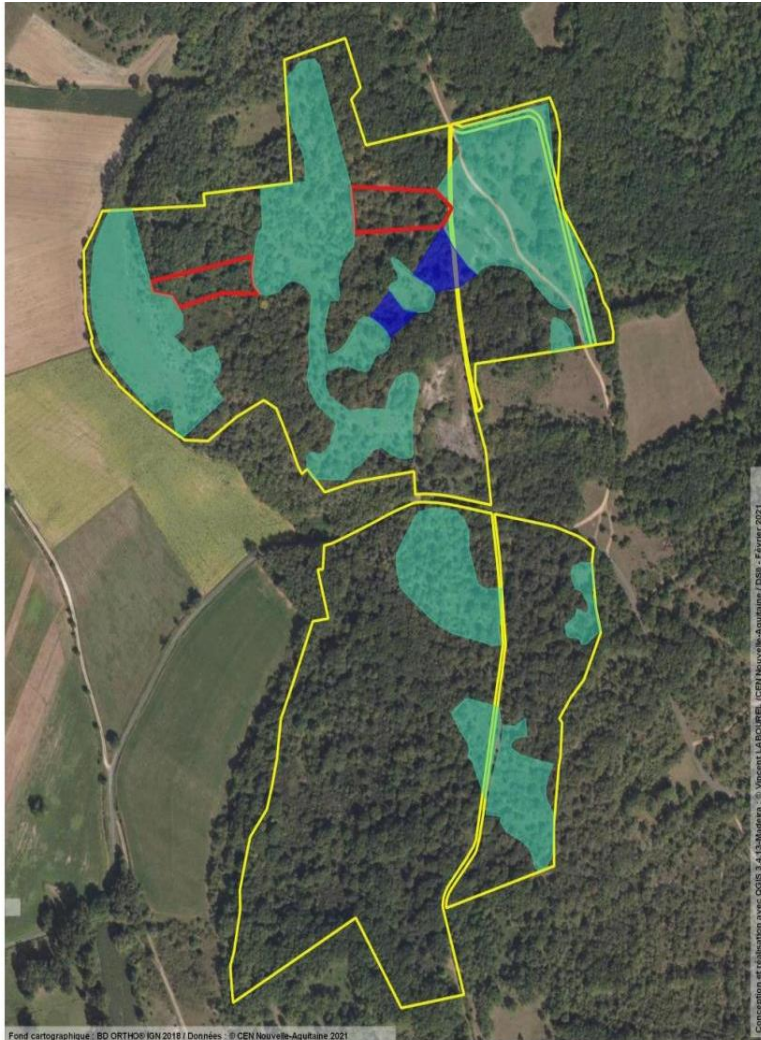 Conception et réalisation avec QGIS 3.4.13-Madeira : © Vincent LABOUREL /CEN Nouvelle-Aquitaine / DS8 - Février 2021
Fond cartographique : BD ORTHO® IGN 2018 / Données : © CEN Nouvelle-Aquitaine 2021